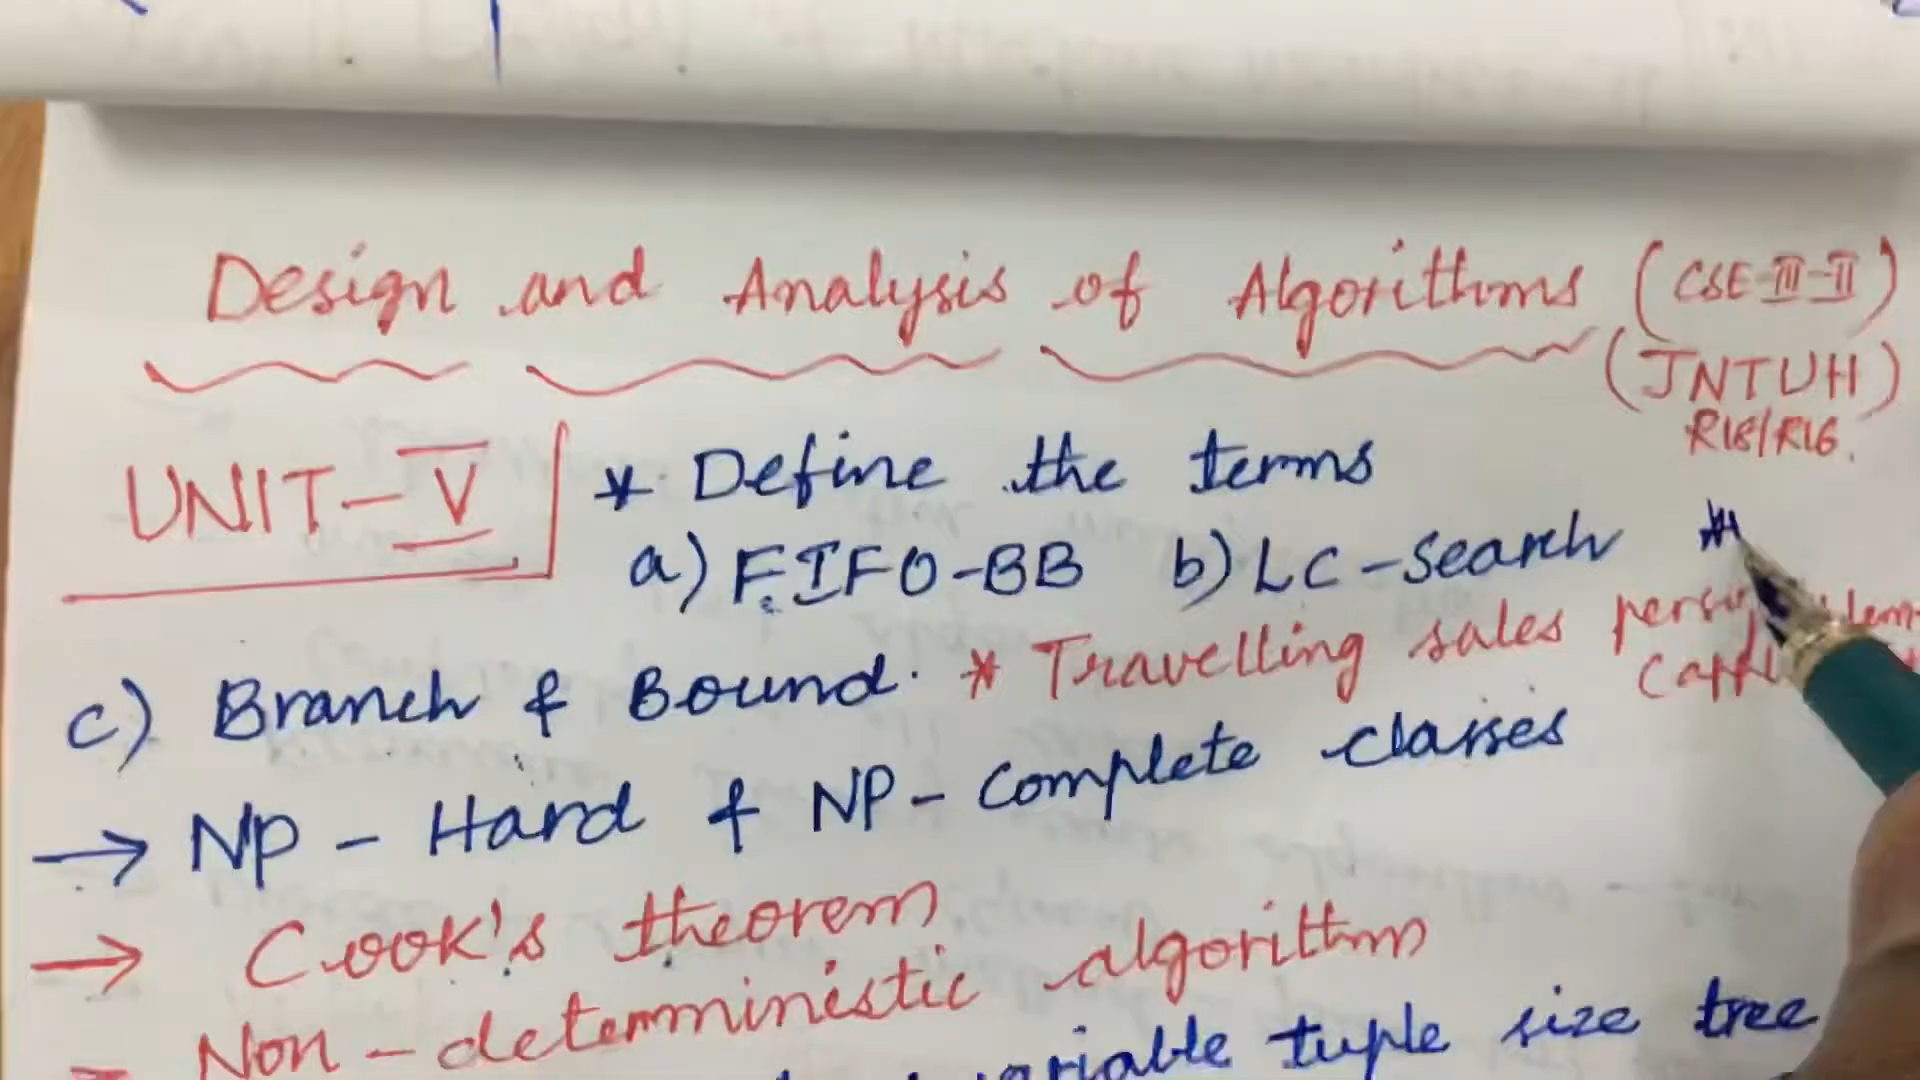 Design and Analysis of Algorithms (CSE-III-II)
(JNTUH)
R18/R16.
UNIT-V
* Define the terms
a) FIFO-BB b) LC-Search
c) Branch & Bound. * Travelling sales
→ NP-Hard & NP-Complete classes
→ Cook's theorem
→ Non-deterministic algorithm
variable tuple size tree